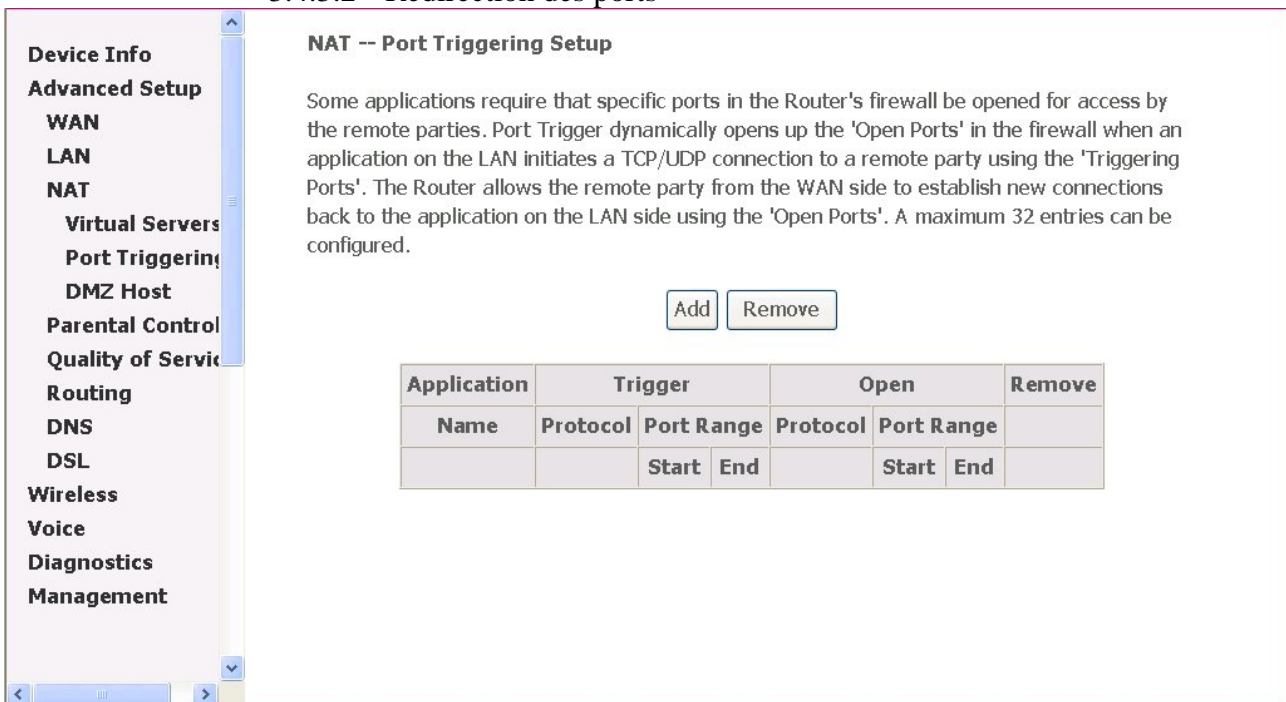 Redirection des ports
Device Info
Advanced Setup
WAN
LAN
NAT
Virtual Servers
Port Triggering
DMZ Host
Parental Control
Quality of Servic
Routing
DNS
DSL
Wireless
Voice
Diagnostics
Management
NAT -- Port Triggering Setup
Some applications require that specific ports in the Router's firewall be opened for access by
the remote parties. Port Trigger dynamically opens up the 'Open Ports' in the firewall when an
application on the LAN initiates a TCP/UDP connection to a remote party using the 'Triggering
Ports'. The Router allows the remote party from the WAN side to establish new connections
back to the application on the LAN side using the 'Open Ports'. A maximum 32 entries can be
configured.
Add Remove
Application Trigger Open Remove
Name Protocol Port Range Protocol Port Range
Start End Start End